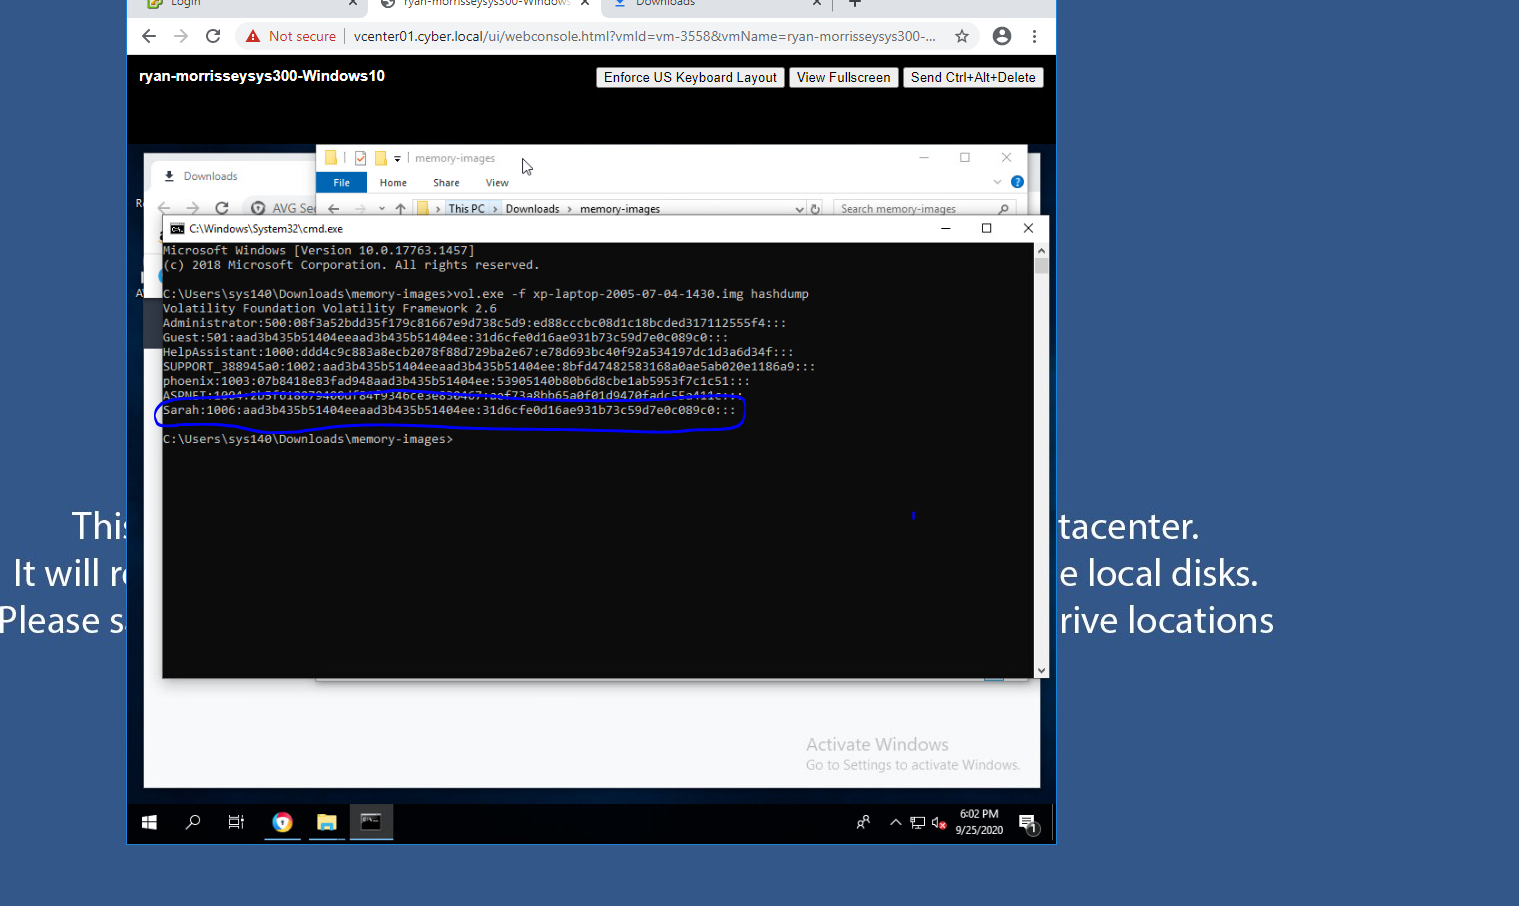 Login
ryan-morrisseysys300-Windows
Downloads
Not secure
vcenter01.cyber.local/ui/webconsole.html?vmId=vm-3558&vmName=ryan-morrisseysys300-...
ryan-morrisseysys300-Windows10
Enforce US Keyboard Layout
View Fullscreen
Send Ctrl+Alt+Delete
memory-images
Downloads
File
Home
Share
View
AVG Sec
This PC > Downloads > memory-images
Search memory-images
C:\Windows\System32\cmd.exe
Microsoft Windows [Version 10.0.17763.1457]
(c) 2018 Microsoft Corporation. All rights reserved.
C:\Users\sys140\Downloads\memory-images>vol.exe -f xp-laptop-2005-07-04-1430.img hashdump
Volatility Foundation Volatility Framework 2.6
Administrator:500:08f3a52bdd35f179c81667e9d738c5d9:ed88cccbc08d1c18bcded317112555f4:::
Guest:501:aad3b435b51404eeaad3b435b51404ee:31d6cfe0d16ae931b73c59d7e0c089c0:::
HelpAssistant:1000:ddd4c9c883a8ecb2078f88d729ba2e67:e78d693bc40f92a534197dc1d3a6d34f:::
SUPPORT_388945a0:1002:aad3b435b51404eeaad3b435b51404ee:8bfd47482583168a0ae5ab020e1186a9:::
phoenix:1003:07b8418e83fad948aad3b435b51404ee:53905140b80b6d8cbe1ab5953f7c1c51:::
Sarah:1006:aad3b435b51404eeaad3b435b51404ee:31d6cfe0d16ae931b73c59d7e0c089c0:::
C:\Users\sys140\Downloads\memory-images>
tacenter.
It will
e local disks.
Please
rive locations
Activate Windows
Go to Settings to activate Windows.
6:02 PM
9/25/2020
1